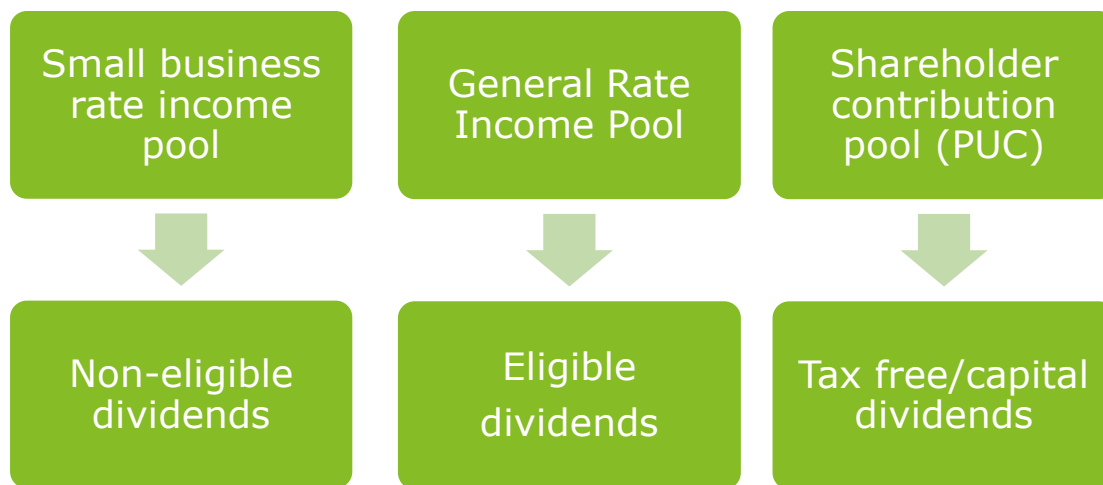 Small business
rate income
pool
General Rate
Income Pool
Shareholder
contribution
pool (PUC)
Non-eligible
dividends
Eligible
dividends
Tax free/capital
dividends